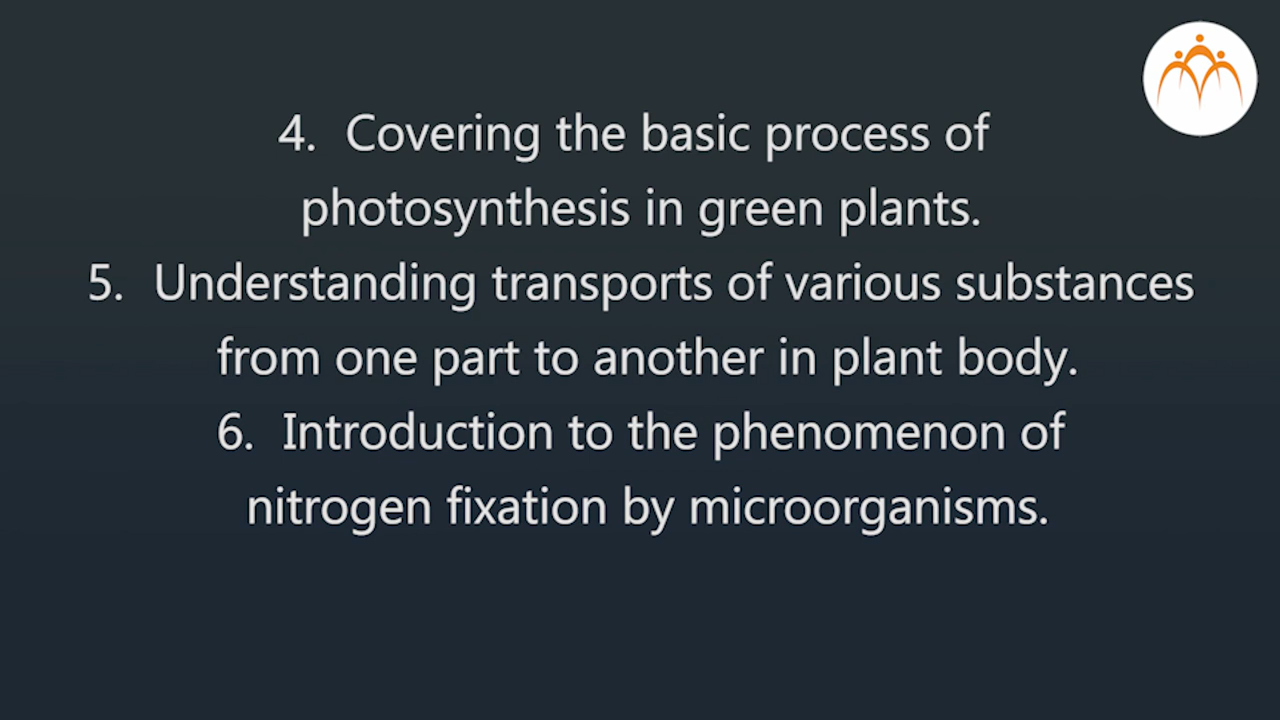 4. Covering the basic process of
photosynthesis in green plants.
5. Understanding transports of various substances
from one part to another in plant body.
6. Introduction to the phenomenon of
nitrogen fixation by microorganisms.